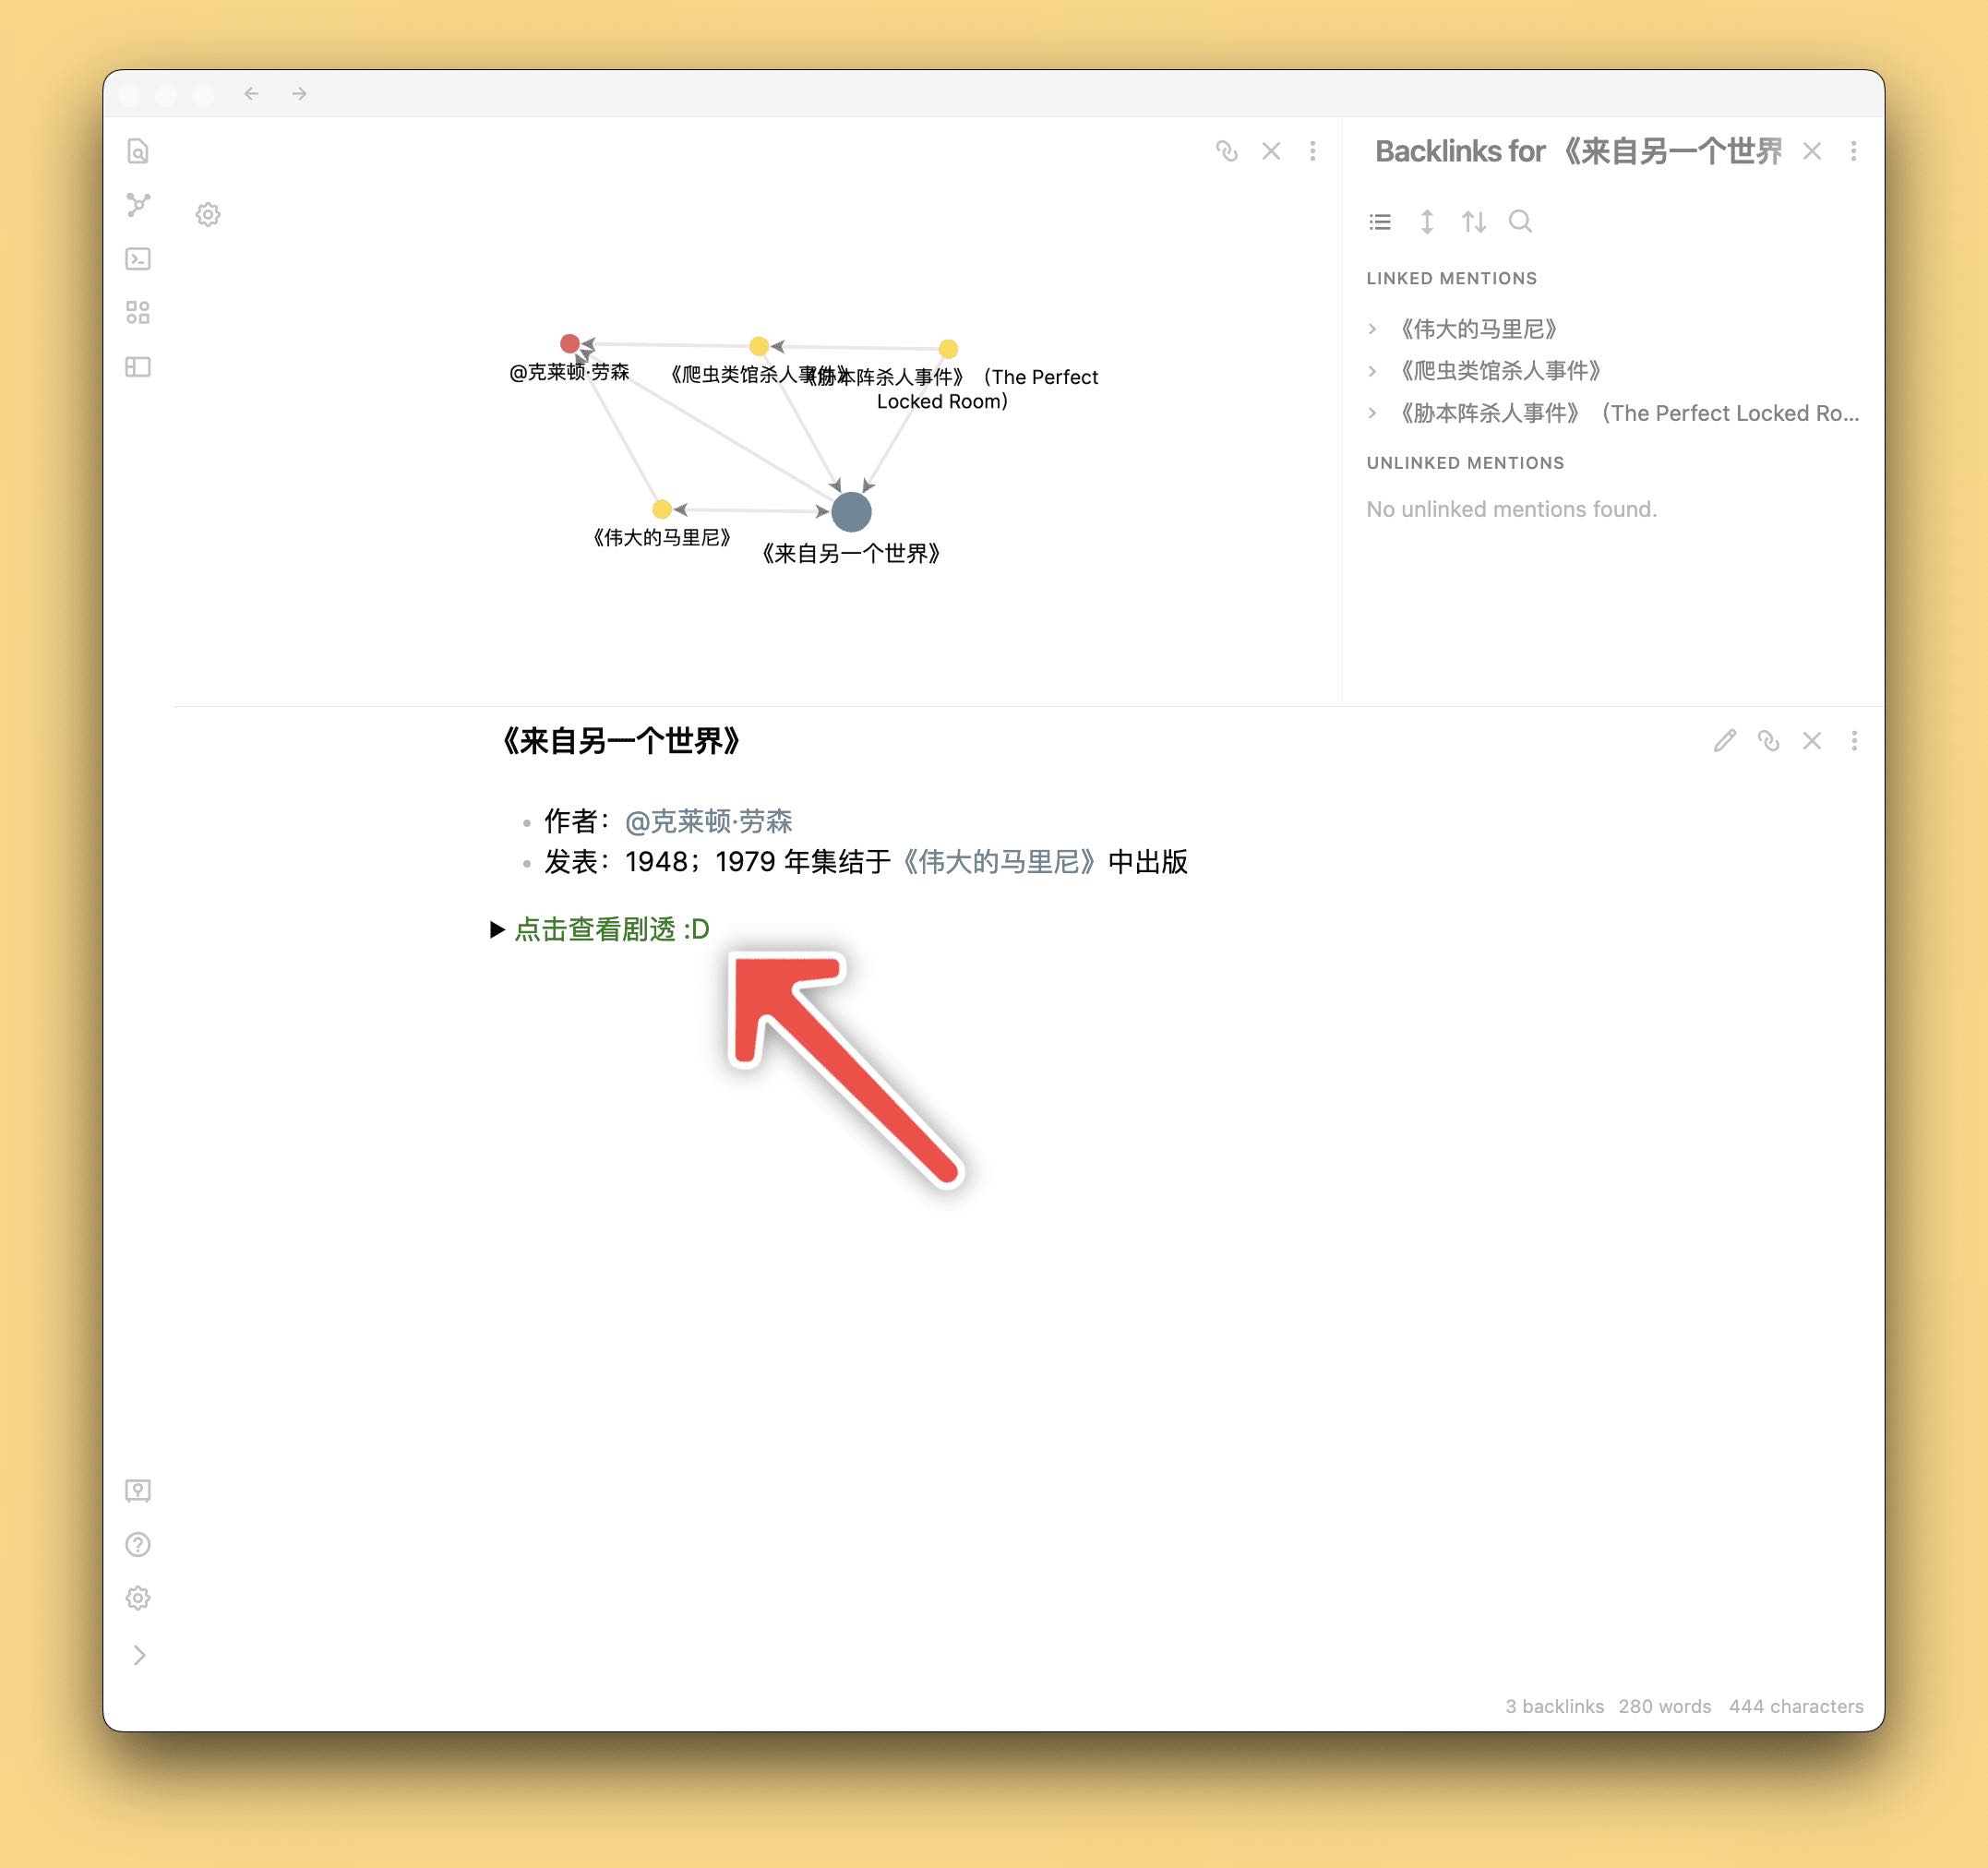 Backlinks for 《来自另一个世界
LINKED MENTIONS
《伟大的马里尼》
《爬虫类馆杀人事件》
《胁本阵杀人事件》（The Perfect Locked Ro...
UNLINKED MENTIONS
No unlinked mentions found.
@克莱顿·劳森
《爬虫类馆杀人事件》
《胁本阵杀人事件》（The Perfect
Locked Room）
《伟大的马里尼》
《来自另一个世界》
《来自另一个世界》
作者：@克莱顿·劳森
发表：1948；1979 年集结于《伟大的马里尼》中出版
点击查看剧透 :D
3 backlinks 280 words 444 characters